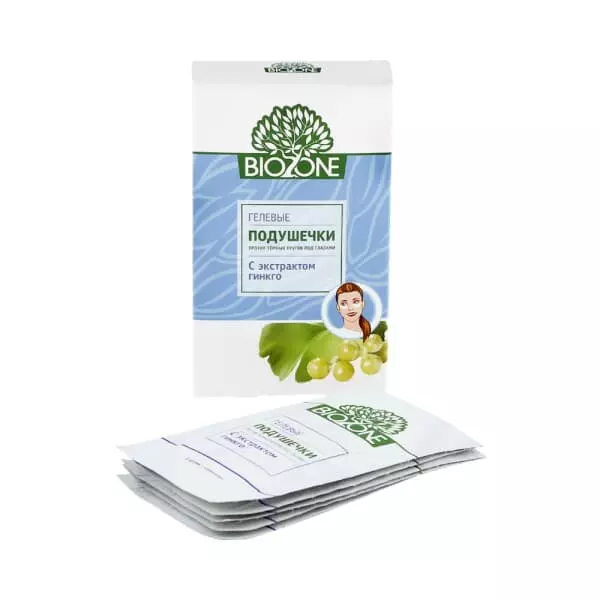 BIOZONE
ГЕЛЕВЫЕ
ПОДУШЕЧКИ
ПРОТИВ ТЁМНЫХ КРУГОВ ПОД ГЛАЗАМИ
С экстрактом
гинкго
BIOZONE
ГЕЛЕВЫЕ
ПОДУШЕЧКИ
С экстрактом
гинкго